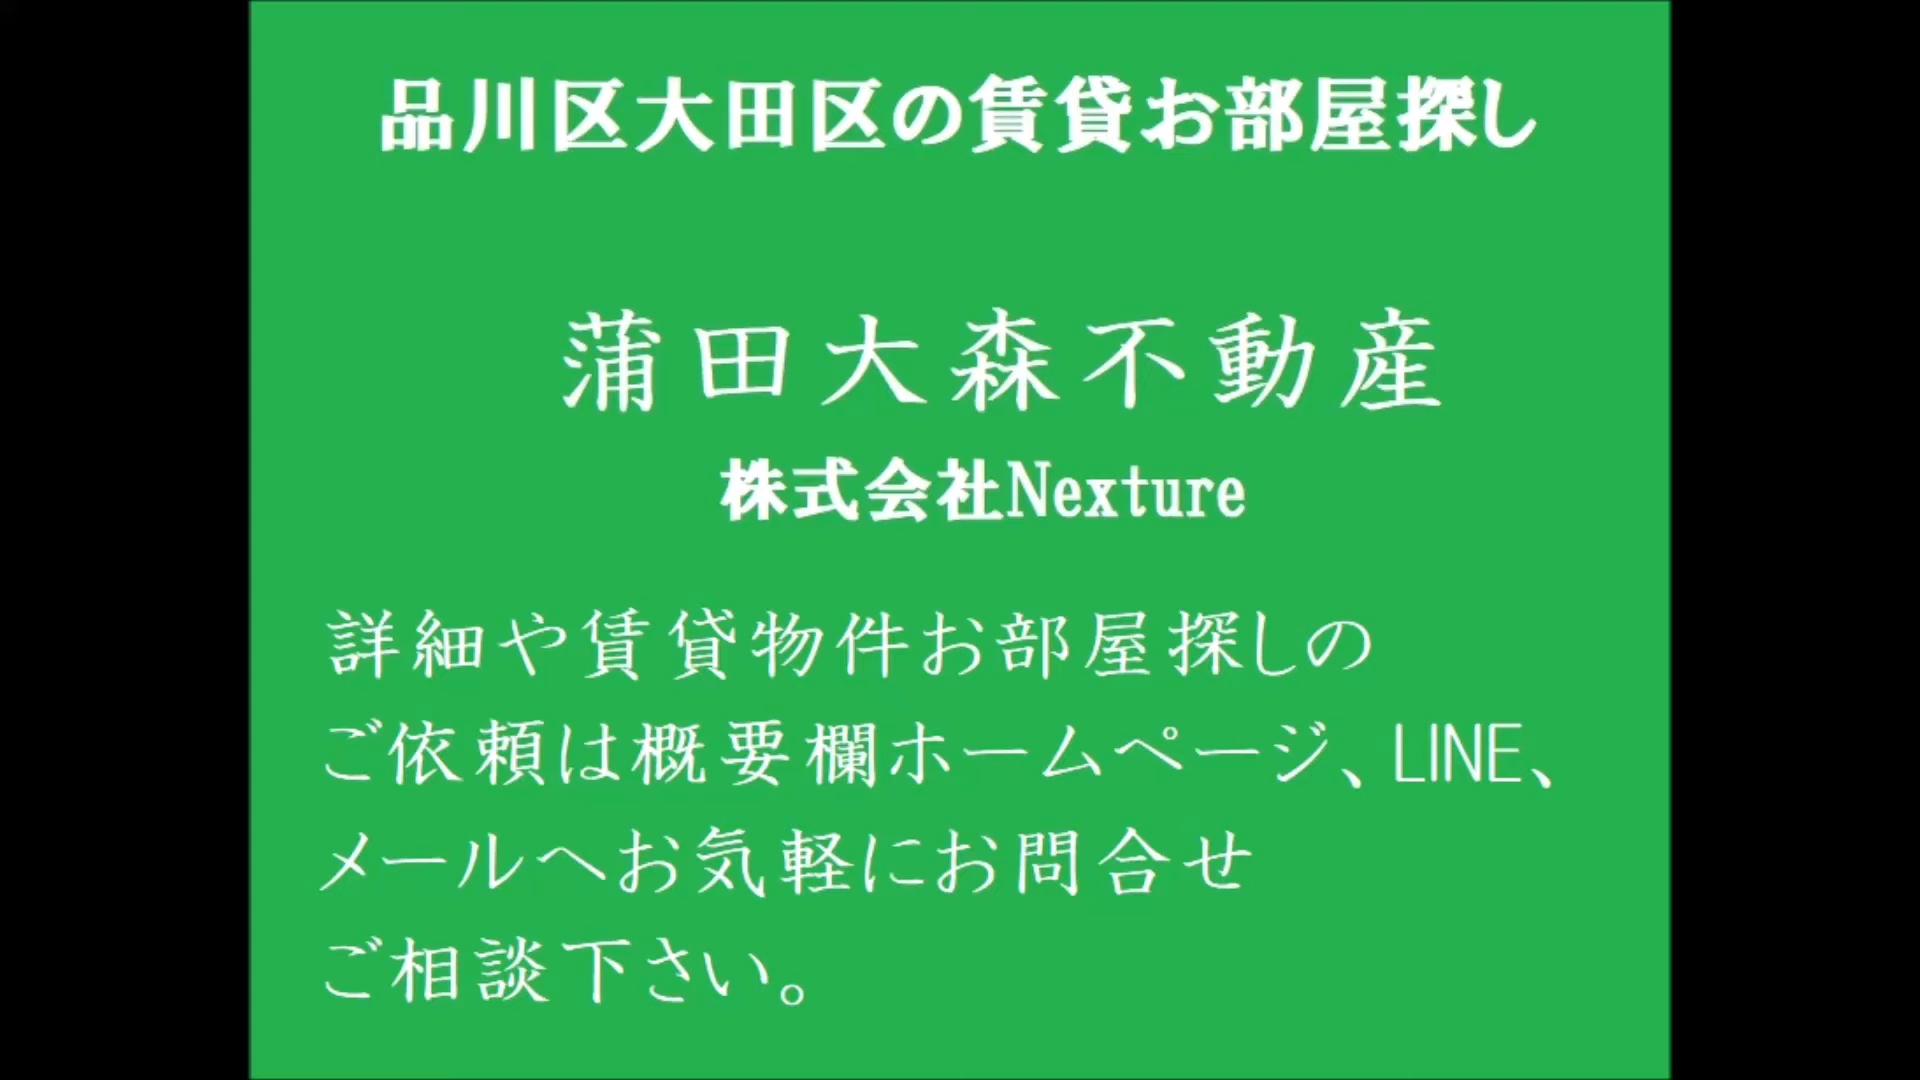 品川区大田区の賃貸お部屋探し
蒲田大森不動産
株式会社Nexture
詳細や賃貸物件お部屋探しの
ご依頼は概要欄ホームページ、LINE、
メールへお気軽にお問合せ
ご相談下さい。